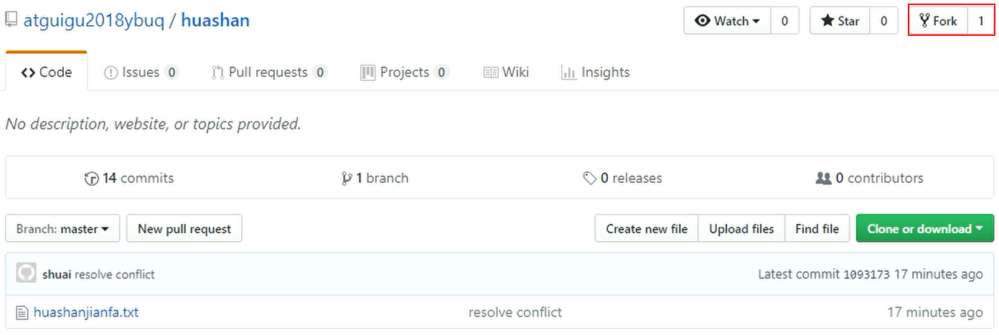 atguigu2018ybuq / huashan Watch 0 Star 0 Fork 1
Code Issues 0 Pull requests 0 Projects 0 Wiki Insights
No description, website, or topics provided.
14 commits 1 branch 0 releases 0 contributors
Branch: master New pull request Create new file Upload files Find file Clone or download
shuai resolve conflict Latest commit 1093173 17 minutes ago
huashanjianfa.txt resolve conflict 17 minutes ago